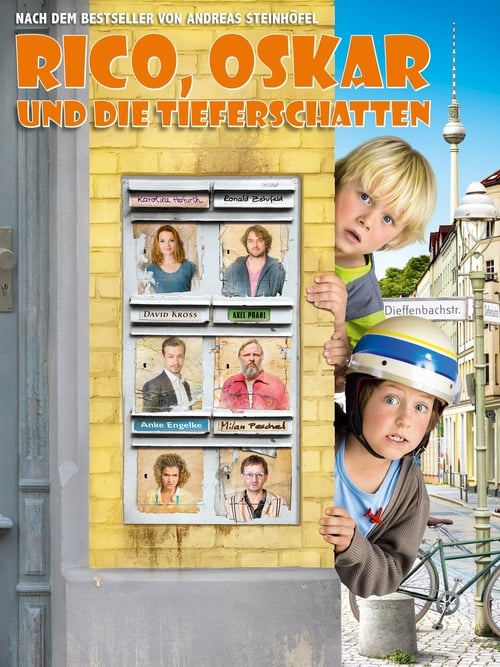 NACH DEM BESTSELLER VON ANDREAS STEINHÖFEL
RICO, OSKAR
UND DIE TIEFERSCHATTEN
Karoline Herfurth
Ronald Zehrfeld
DAVID KROSS
AXEL PRAHL
Anke Engelke
Milan Peschel
Dieffenbachstr.